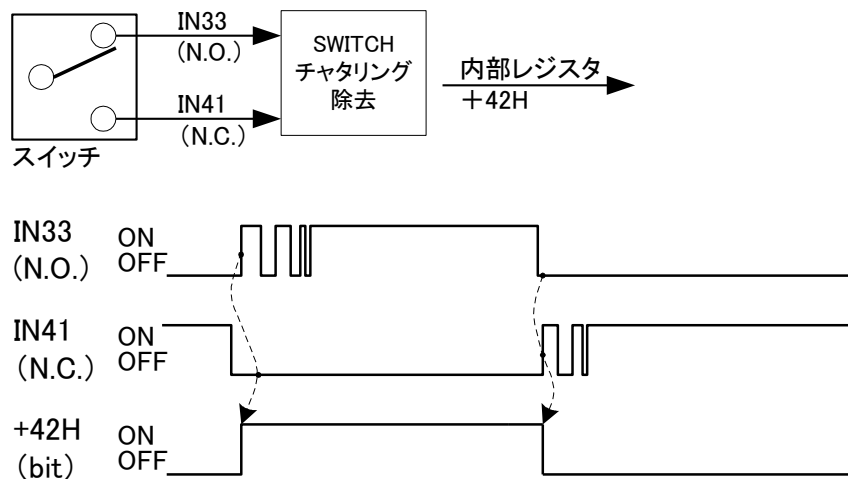 IN33
(N.O.)
IN41
(N.C.)
スイッチ
SWITCH
チャタリング
除去
内部レジスタ
+42H
IN33
(N.O.)
ON
OFF
IN41
(N.C.)
ON
OFF
+42H
(bit)
ON
OFF